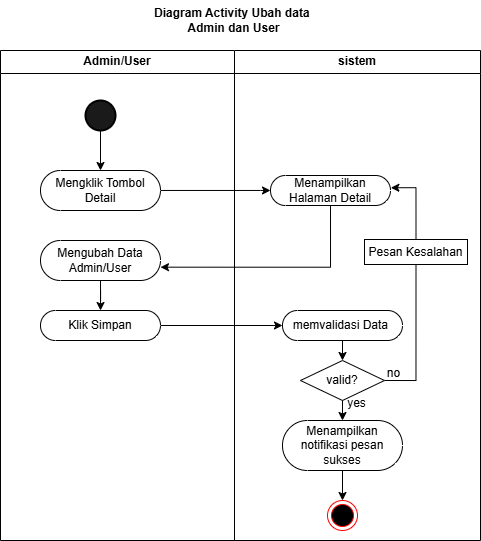 Diagram Activity Ubah data
Admin dan User
Admin/User
sistem
Mengklik Tombol
Detail
Menampilkan
Halaman Detail
Mengubah Data
Admin/User
Pesan Kesalahan
Klik Simpan
memvalidasi Data
valid?
no
yes
Menampilkan
notifikasi pesan
sukses